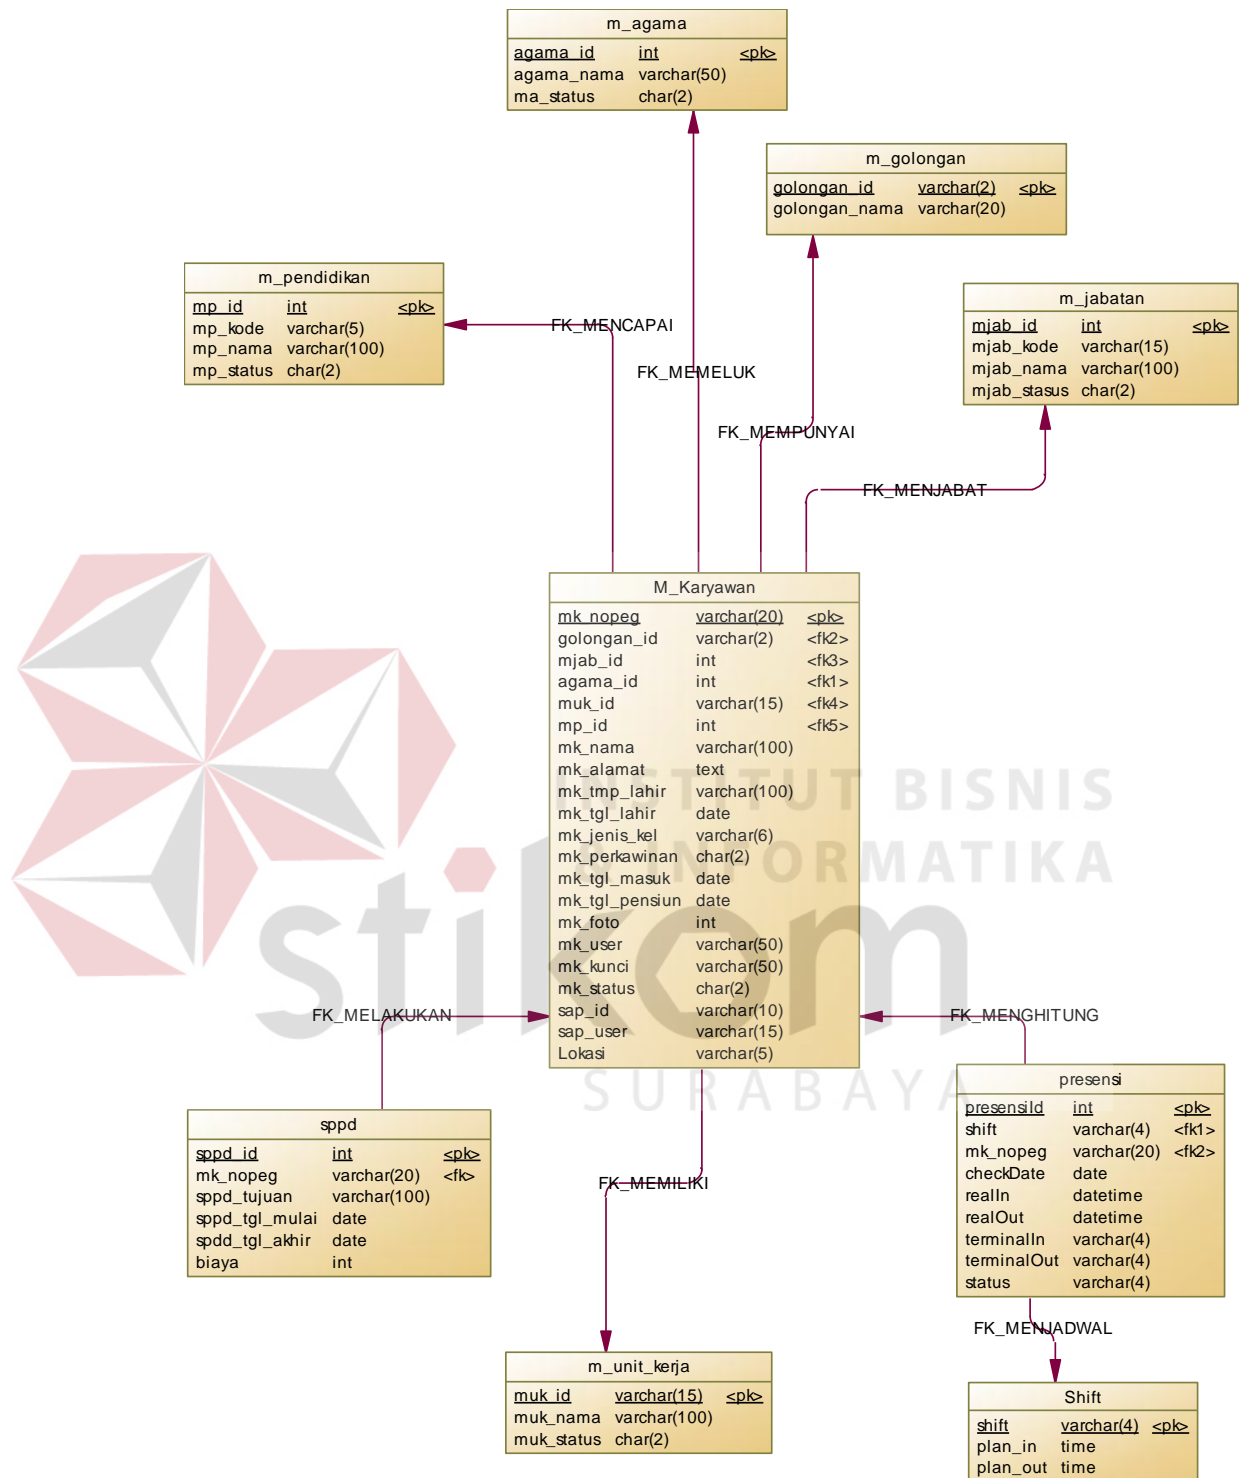 m_agama
agama_id int <pk>
agama_nama varchar(50)
ma_status char(2)
m_golongan
golongan_id varchar(2) <pk>
golongan_nama varchar(20)
m_pendidikan
mp_id int <pk>
mp_kode varchar(5)
mp_nama varchar(100)
mp_status char(2)
m_jabatan
mjab_id int <pk>
mjab_kode varchar(15)
mjab_nama varchar(100)
mjab_stasus char(2)
FK_MENCAPAI
FK_MEMELUK
FK_MEMPUNYAI
FK_MENJABAT
M_Karyawan
mk_nopeg varchar(20) <pk>
golongan_id varchar(2) <fk2>
mjab_id int <fk3>
agama_id int <fk1>
muk_id varchar(15) <fk4>
mp_id int <fk5>
mk_nama varchar(100)
mk_alamat text
mk_tmp_lahir varchar(100)
mk_tgl_lahir date
mk_jenis_kel varchar(6)
mk_perkawinan char(2)
mk_tgl_masuk date
mk_tgl_pensiun date
mk_foto int
mk_user varchar(50)
mk_kunci varchar(50)
mk_status char(2)
sap_id varchar(10)
sap_user varchar(15)
Lokasi varchar(5)
INSTITUT BISNIS
& INFORMATIKA
stikom
SURABAYA
FK_MELAKUKAN
FK_MENGHITUNG
sppd
sppd_id int <pk>
mk_nopeg varchar(20) <fk>
sppd_tujuan varchar(100)
sppd_tgl_mulai date
spdd_tgl_akhir date
biaya int
presensi
presensiId int <pk>
shift varchar(4) <fk1>
mk_nopeg varchar(20) <fk2>
checkDate date
realIn datetime
realOut datetime
terminalIn varchar(4)
terminalOut varchar(4)
status varchar(4)
FK_MEMILIKI
FK_MENJADWAL
m_unit_kerja
muk_id varchar(15) <pk>
muk_nama varchar(100)
muk_status char(2)
Shift
shift varchar(4) <pk>
plan_in time
plan_out time